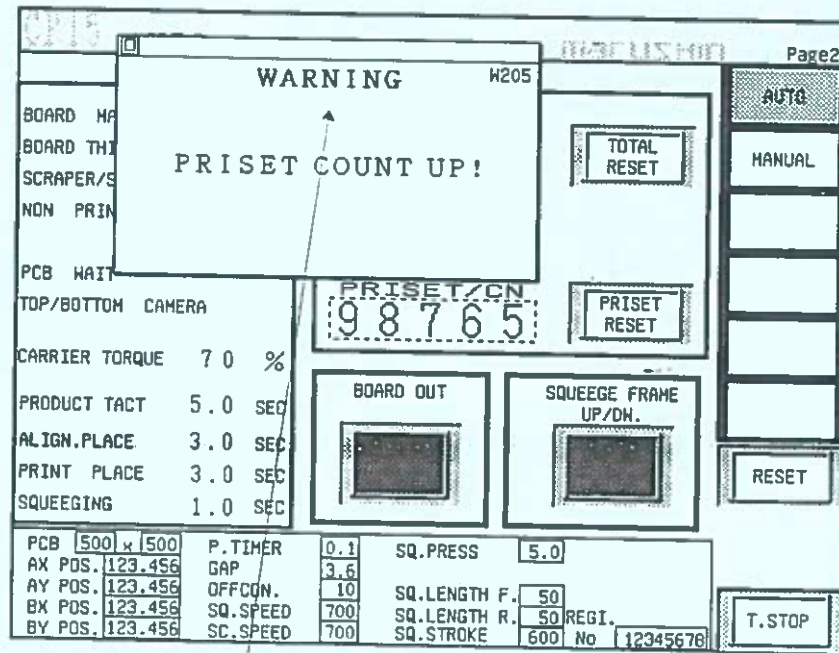 Page2
WARNING W205
PRISET COUNT UP!
BOARD
BOARD THI
SCRAPER/S
NON PRIN
PCB WAIT
TOP/BOTTOM CAMERA
CARRIER TORQUE 70 %
PRODUCT TACT 5.0 SEC
ALIGN.PLACE 3.0 SEC
PRINT PLACE 3.0 SEC
SQUEEGING 1.0 SEC
TOTAL
RESET
PRISET/CN
98765
PRISET
RESET
BOARD OUT
SQUEEGE FRAME
UP/DW.
AUTO
MANUAL
RESET
T.STOP
PCB 500 x 500 P.TIMER 0.1 SQ.PRESS 5.0
AX POS. 123.456 GAP 3.6
AY POS. 123.456 OFFCON. 10 SQ.LENGTH F. 50
BX POS. 123.456 SQ.SPEED 700 SQ.LENGTH R. 50 REGI.
BY POS. 123.456 SC.SPEED 700 SQ.STROKE 600 No 12345678